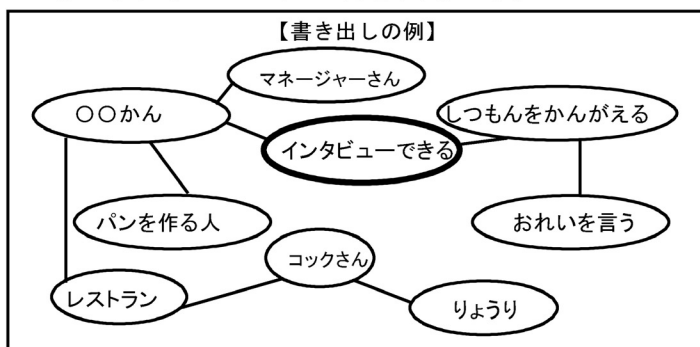 【書き出しの例】
マネージャーさん
〇〇かん
しつもんをかんがえる
インタビューできる
パンを作る人
おれいを言う
コックさん
レストラン
りょうり